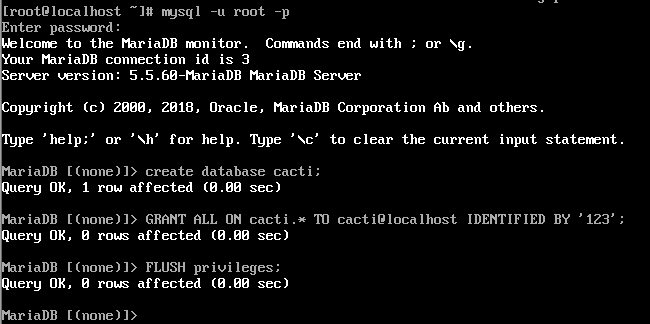 [root@localhost ~]# mysql -u root -p
Enter password:
Welcome to the MariaDB monitor.  Commands end with ; or \g.
Your MariaDB connection id is 3
Server version: 5.5.60-MariaDB MariaDB Server
Copyright (c) 2000, 2018, Oracle, MariaDB Corporation Ab and others.
Type 'help;' or '\h' for help. Type '\c' to clear the current input statement.
MariaDB [(none)]> create database cacti;
Query OK, 1 row affected (0.00 sec)
MariaDB [(none)]> GRANT ALL ON cacti.* TO cacti@localhost IDENTIFIED BY '123';
Query OK, 0 rows affected (0.00 sec)
MariaDB [(none)]> FLUSH privileges;
Query OK, 0 rows affected (0.00 sec)
MariaDB [(none)]>